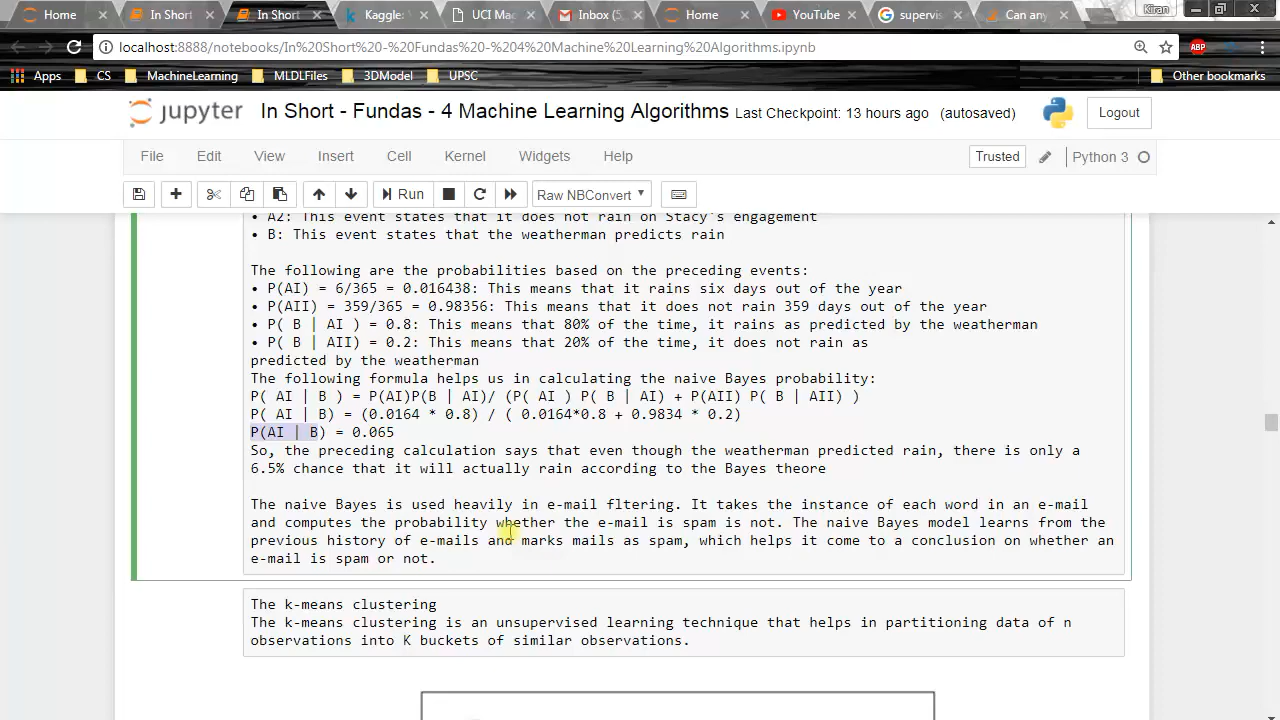 Home
In Short
In Short
Kaggle:
UCI Mac
Inbox (5
Home
YouTube
supervis
Can any
Kiran
localhost:8888/notebooks/In%20Short%20-%20Fundas%20-%204%20Machine%20Learning%20Algorithms.ipynb
ABP
Apps CS MachineLearning MLDLFiles 3DModel UPSC Other bookmarks
jupyter In Short - Fundas - 4 Machine Learning Algorithms Last Checkpoint: 13 hours ago (autosaved) Logout
File Edit View Insert Cell Kernel Widgets Help Trusted Python 3
Run Raw NBConvert
• A2: This event states that it does not rain on Stacy's engagement
• B: This event states that the weatherman predicts rain
The following are the probabilities based on the preceding events:
• P(AI) = 6/365 = 0.016438: This means that it rains six days out of the year
• P(AII) = 359/365 = 0.98356: This means that it does not rain 359 days out of the year
• P( B | AI ) = 0.8: This means that 80% of the time, it rains as predicted by the weatherman
• P( B | AII) = 0.2: This means that 20% of the time, it does not rain as
predicted by the weatherman
The following formula helps us in calculating the naive Bayes probability:
P( AI | B ) = P(AI)P(B | AI)/ (P( AI ) P( B | AI) + P(AII) P( B | AII) )
P( AI | B) = (0.0164 * 0.8) / ( 0.0164*0.8 + 0.9834 * 0.2)
P(AI | B) = 0.065
So, the preceding calculation says that even though the weatherman predicted rain, there is only a
6.5% chance that it will actually rain according to the Bayes theore
The naive Bayes is used heavily in e-mail fltering. It takes the instance of each word in an e-mail
and computes the probability whether the e-mail is spam is not. The naive Bayes model learns from the
previous history of e-mails and marks mails as spam, which helps it come to a conclusion on whether an
e-mail is spam or not.
The k-means clustering
The k-means clustering is an unsupervised learning technique that helps in partitioning data of n
observations into K buckets of similar observations.